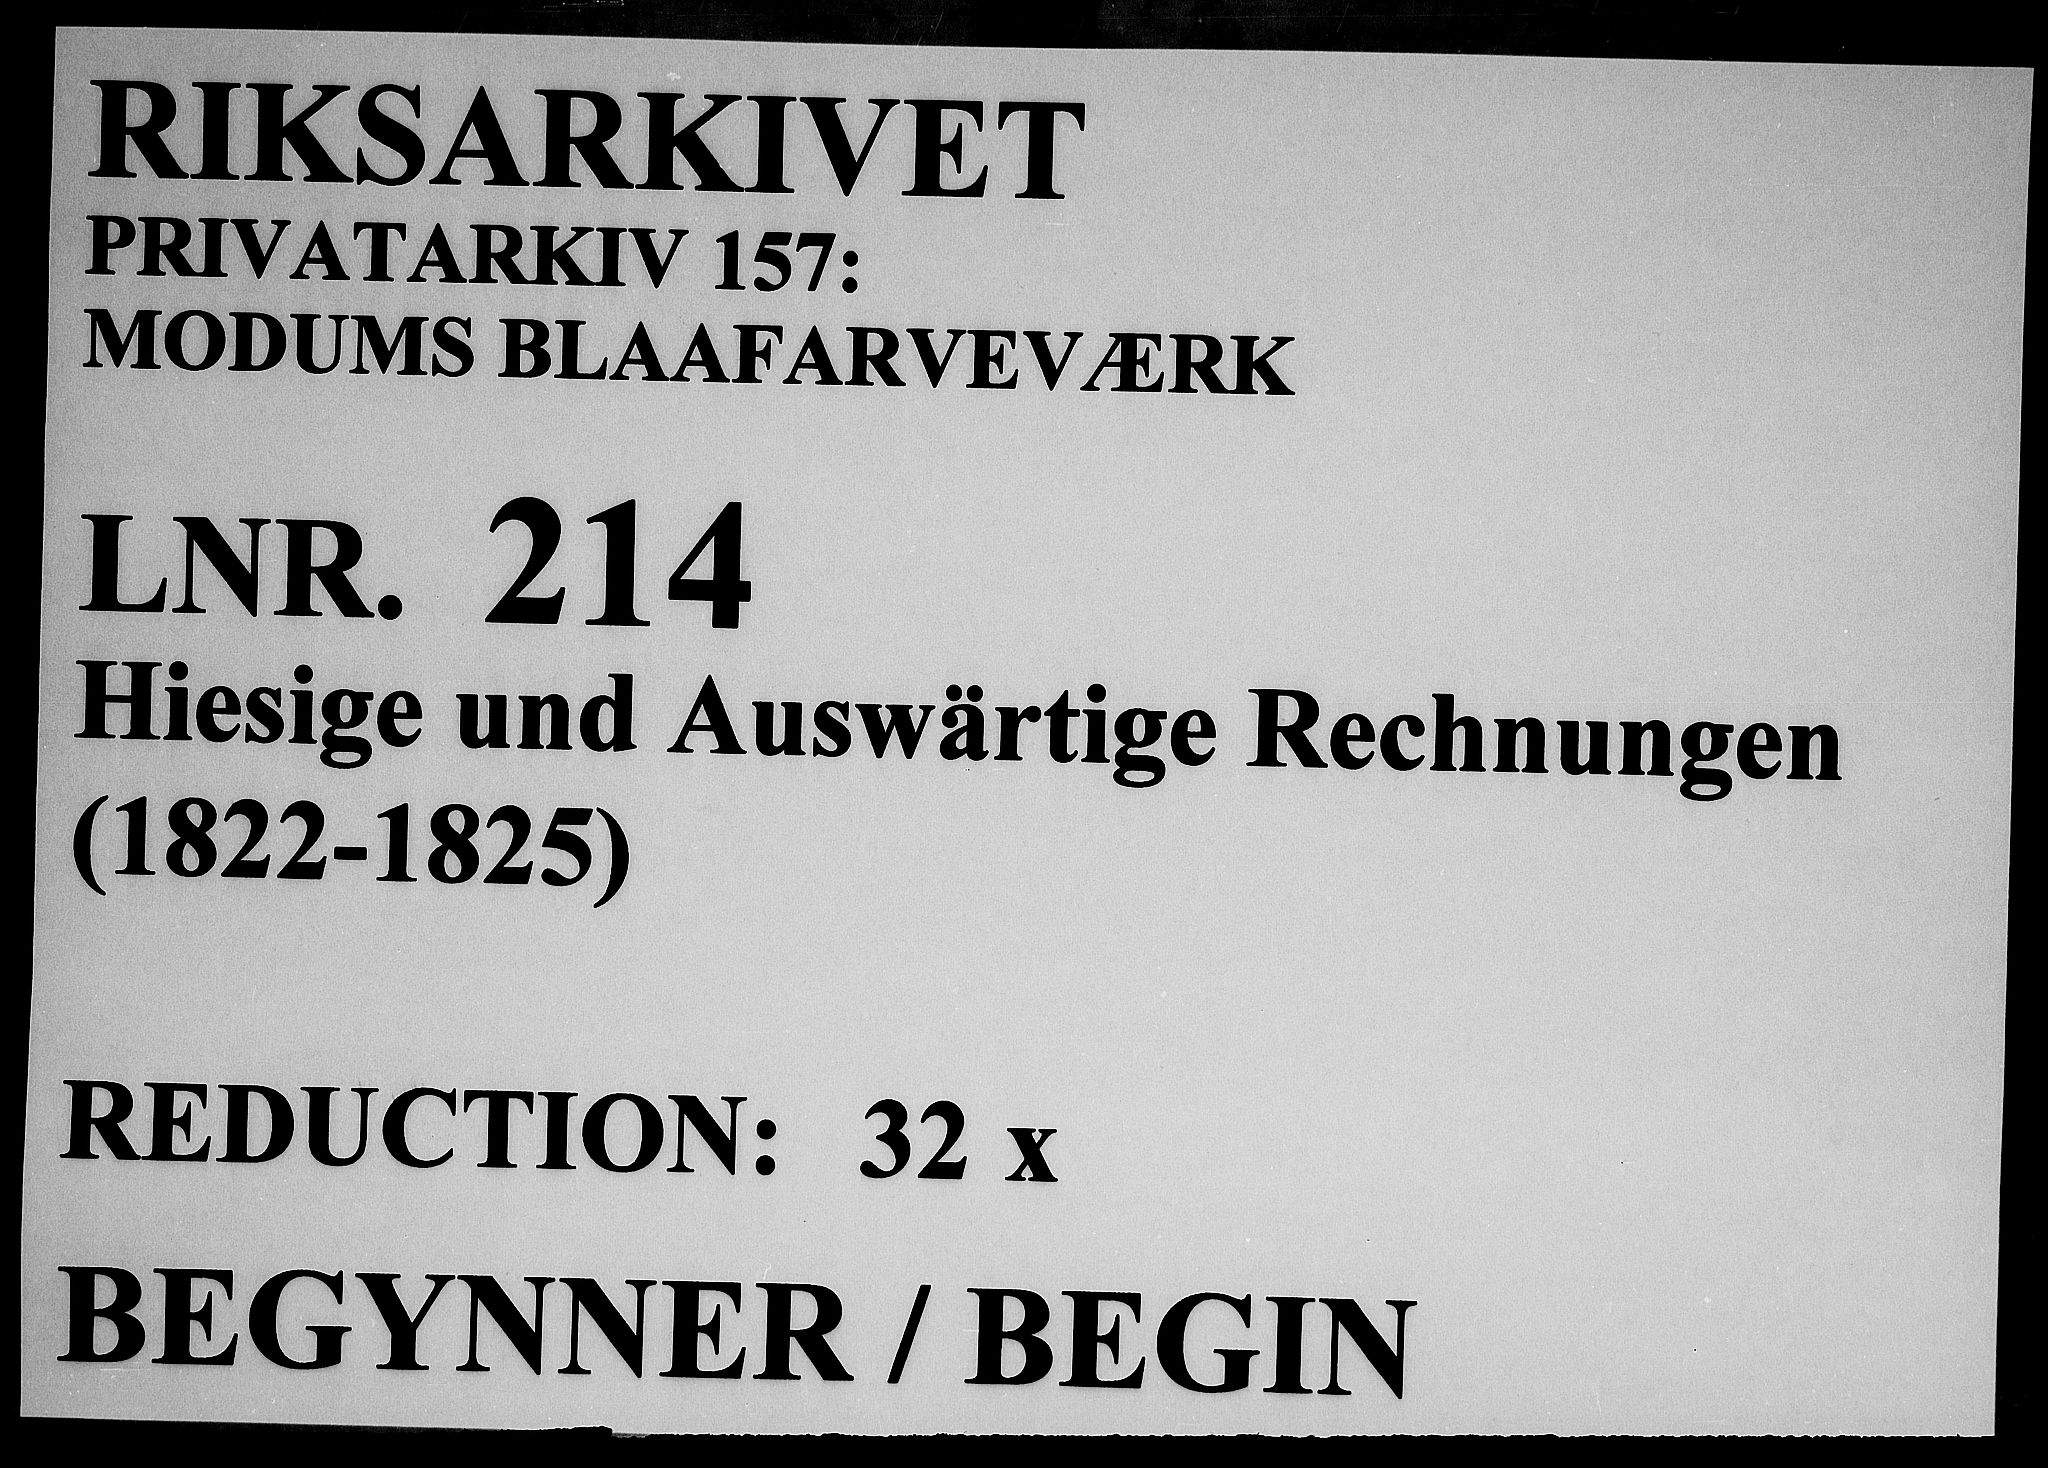 RIKSARKIVET
PRIVATARKIV 157:
MODUMS BLAAFARVEVÆRK
LNR. 214
Hiesige und Auswärtige Rechnungen
(1822-1825)
REDUCTION: 32 x
BEGYNNER / BEGIN